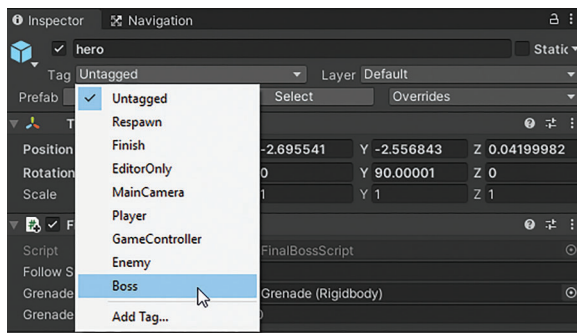 Inspector Navigation
hero Static
Tag Untagged Layer Default
Prefab Select Overrides
Untagged
Respawn
Finish
EditorOnly
MainCamera
Player
GameController
Enemy
Boss
Add Tag...
T
Position -2.695541 Y -2.556843 Z 0.04199982
Rotation 0 Y 90.00001 Z 0
Scale 1 Y 1 Z 1
F
Script FinalBossScript
Follow S
Grenade Grenade (Rigidbody)
Grenade